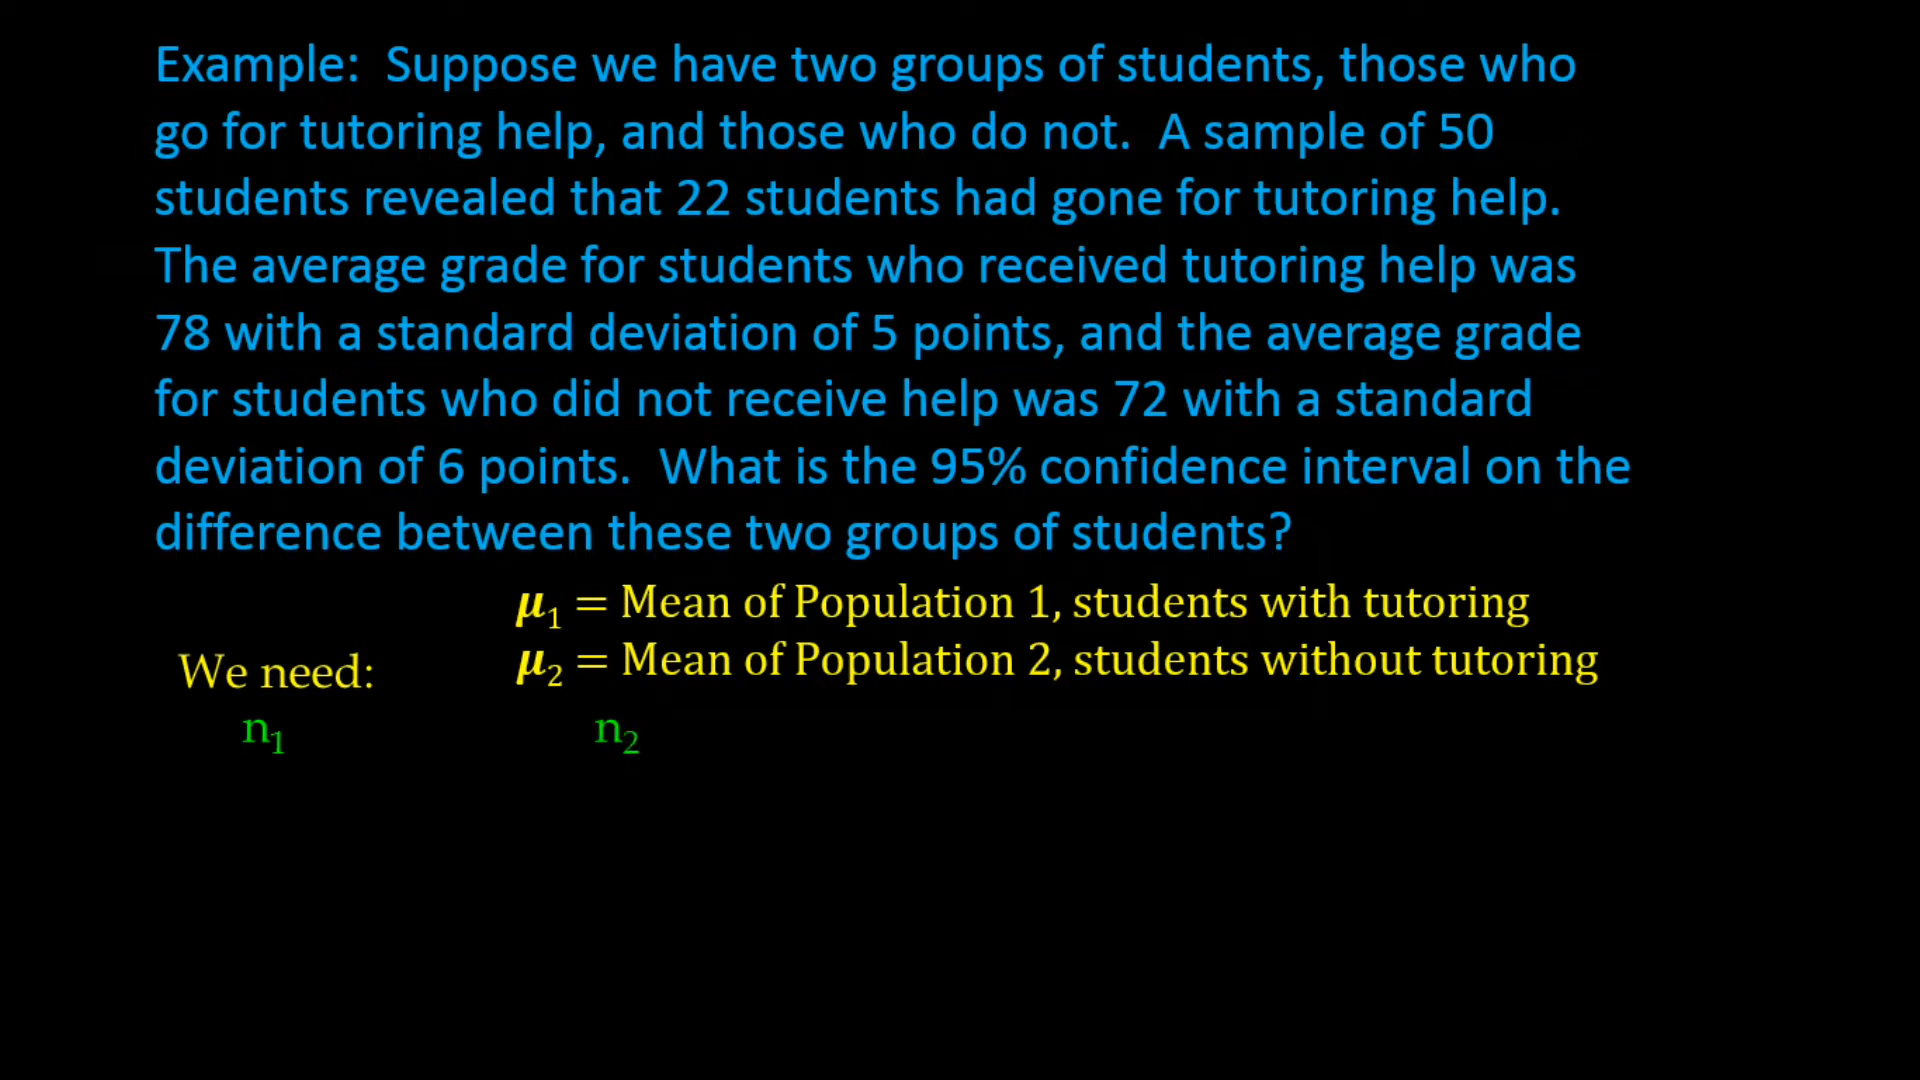 Example: Suppose we have two groups of students, those who
go for tutoring help, and those who do not. A sample of 50
students revealed that 22 students had gone for tutoring help.
The average grade for students who received tutoring help was
78 with a standard deviation of 5 points, and the average grade
for students who did not receive help was 72 with a standard
deviation of 6 points. What is the 95% confidence interval on the
difference between these two groups of students?
μ₁ = Mean of Population 1, students with tutoring
μ₂ = Mean of Population 2, students without tutoring
We need:
n₁ n₂